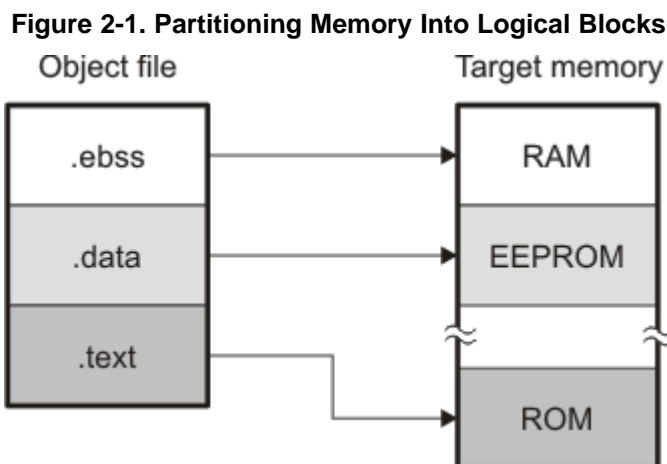 Figure 2-1. Partitioning Memory Into Logical Blocks
Object file
Target memory
.ebss
RAM
.data
EEPROM
.text
ROM